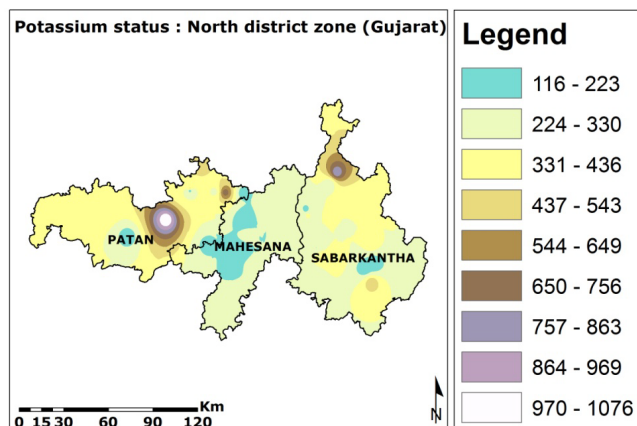 Potassium status : North district zone (Gujarat)
PATAN
MAHESANA
SABARKANTHA
Km
0 15 30 60 90 120
N
Legend
116 - 223
224 - 330
331 - 436
437 - 543
544 - 649
650 - 756
757 - 863
864 - 969
970 - 1076